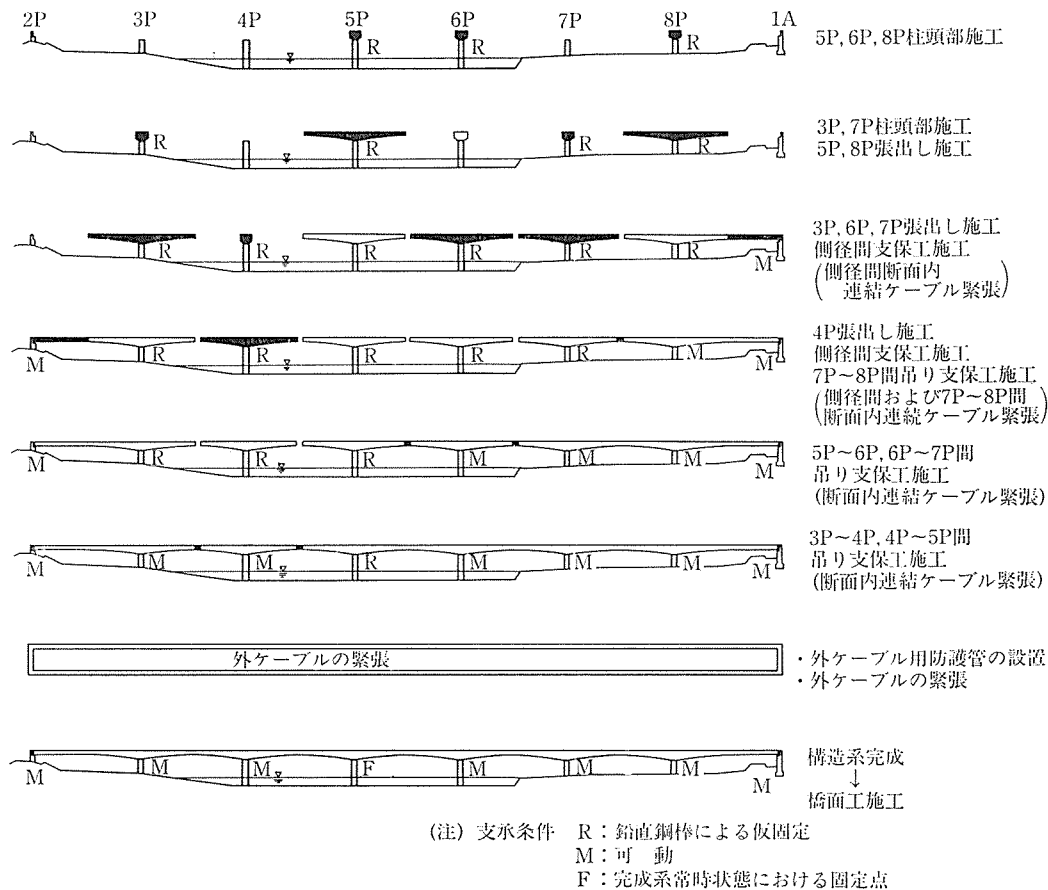 2P 3P 4P 5P 6P 7P 8P 1A
R R R
5P, 6P, 8P柱頭部施工
R R R R
3P, 7P柱頭部施工
5P, 8P張出し施工
R R R R R R M
3P, 6P, 7P張出し施工
側径間支保工施工
(側径間断面内
連結ケーブル緊張)
M R R R R R M M
4P張出し施工
側径間支保工施工
7P~8P間吊り支保工施工
(側径間および7P~8P間
断面内連続ケーブル緊張)
M R R R M M M M
5P~6P, 6P~7P間
吊り支保工施工
(断面内連結ケーブル緊張)
M M M R M M M M
3P~4P, 4P~5P間
吊り支保工施工
(断面内連結ケーブル緊張)
外ケーブルの緊張
・外ケーブル用防護管の設置
・外ケーブルの緊張
M M M F M M M M
構造系完成
↓
橋面工施工
(注) 支承条件 R:鉛直鋼棒による仮固定
M:可 動
F:完成系常時状態における固定点